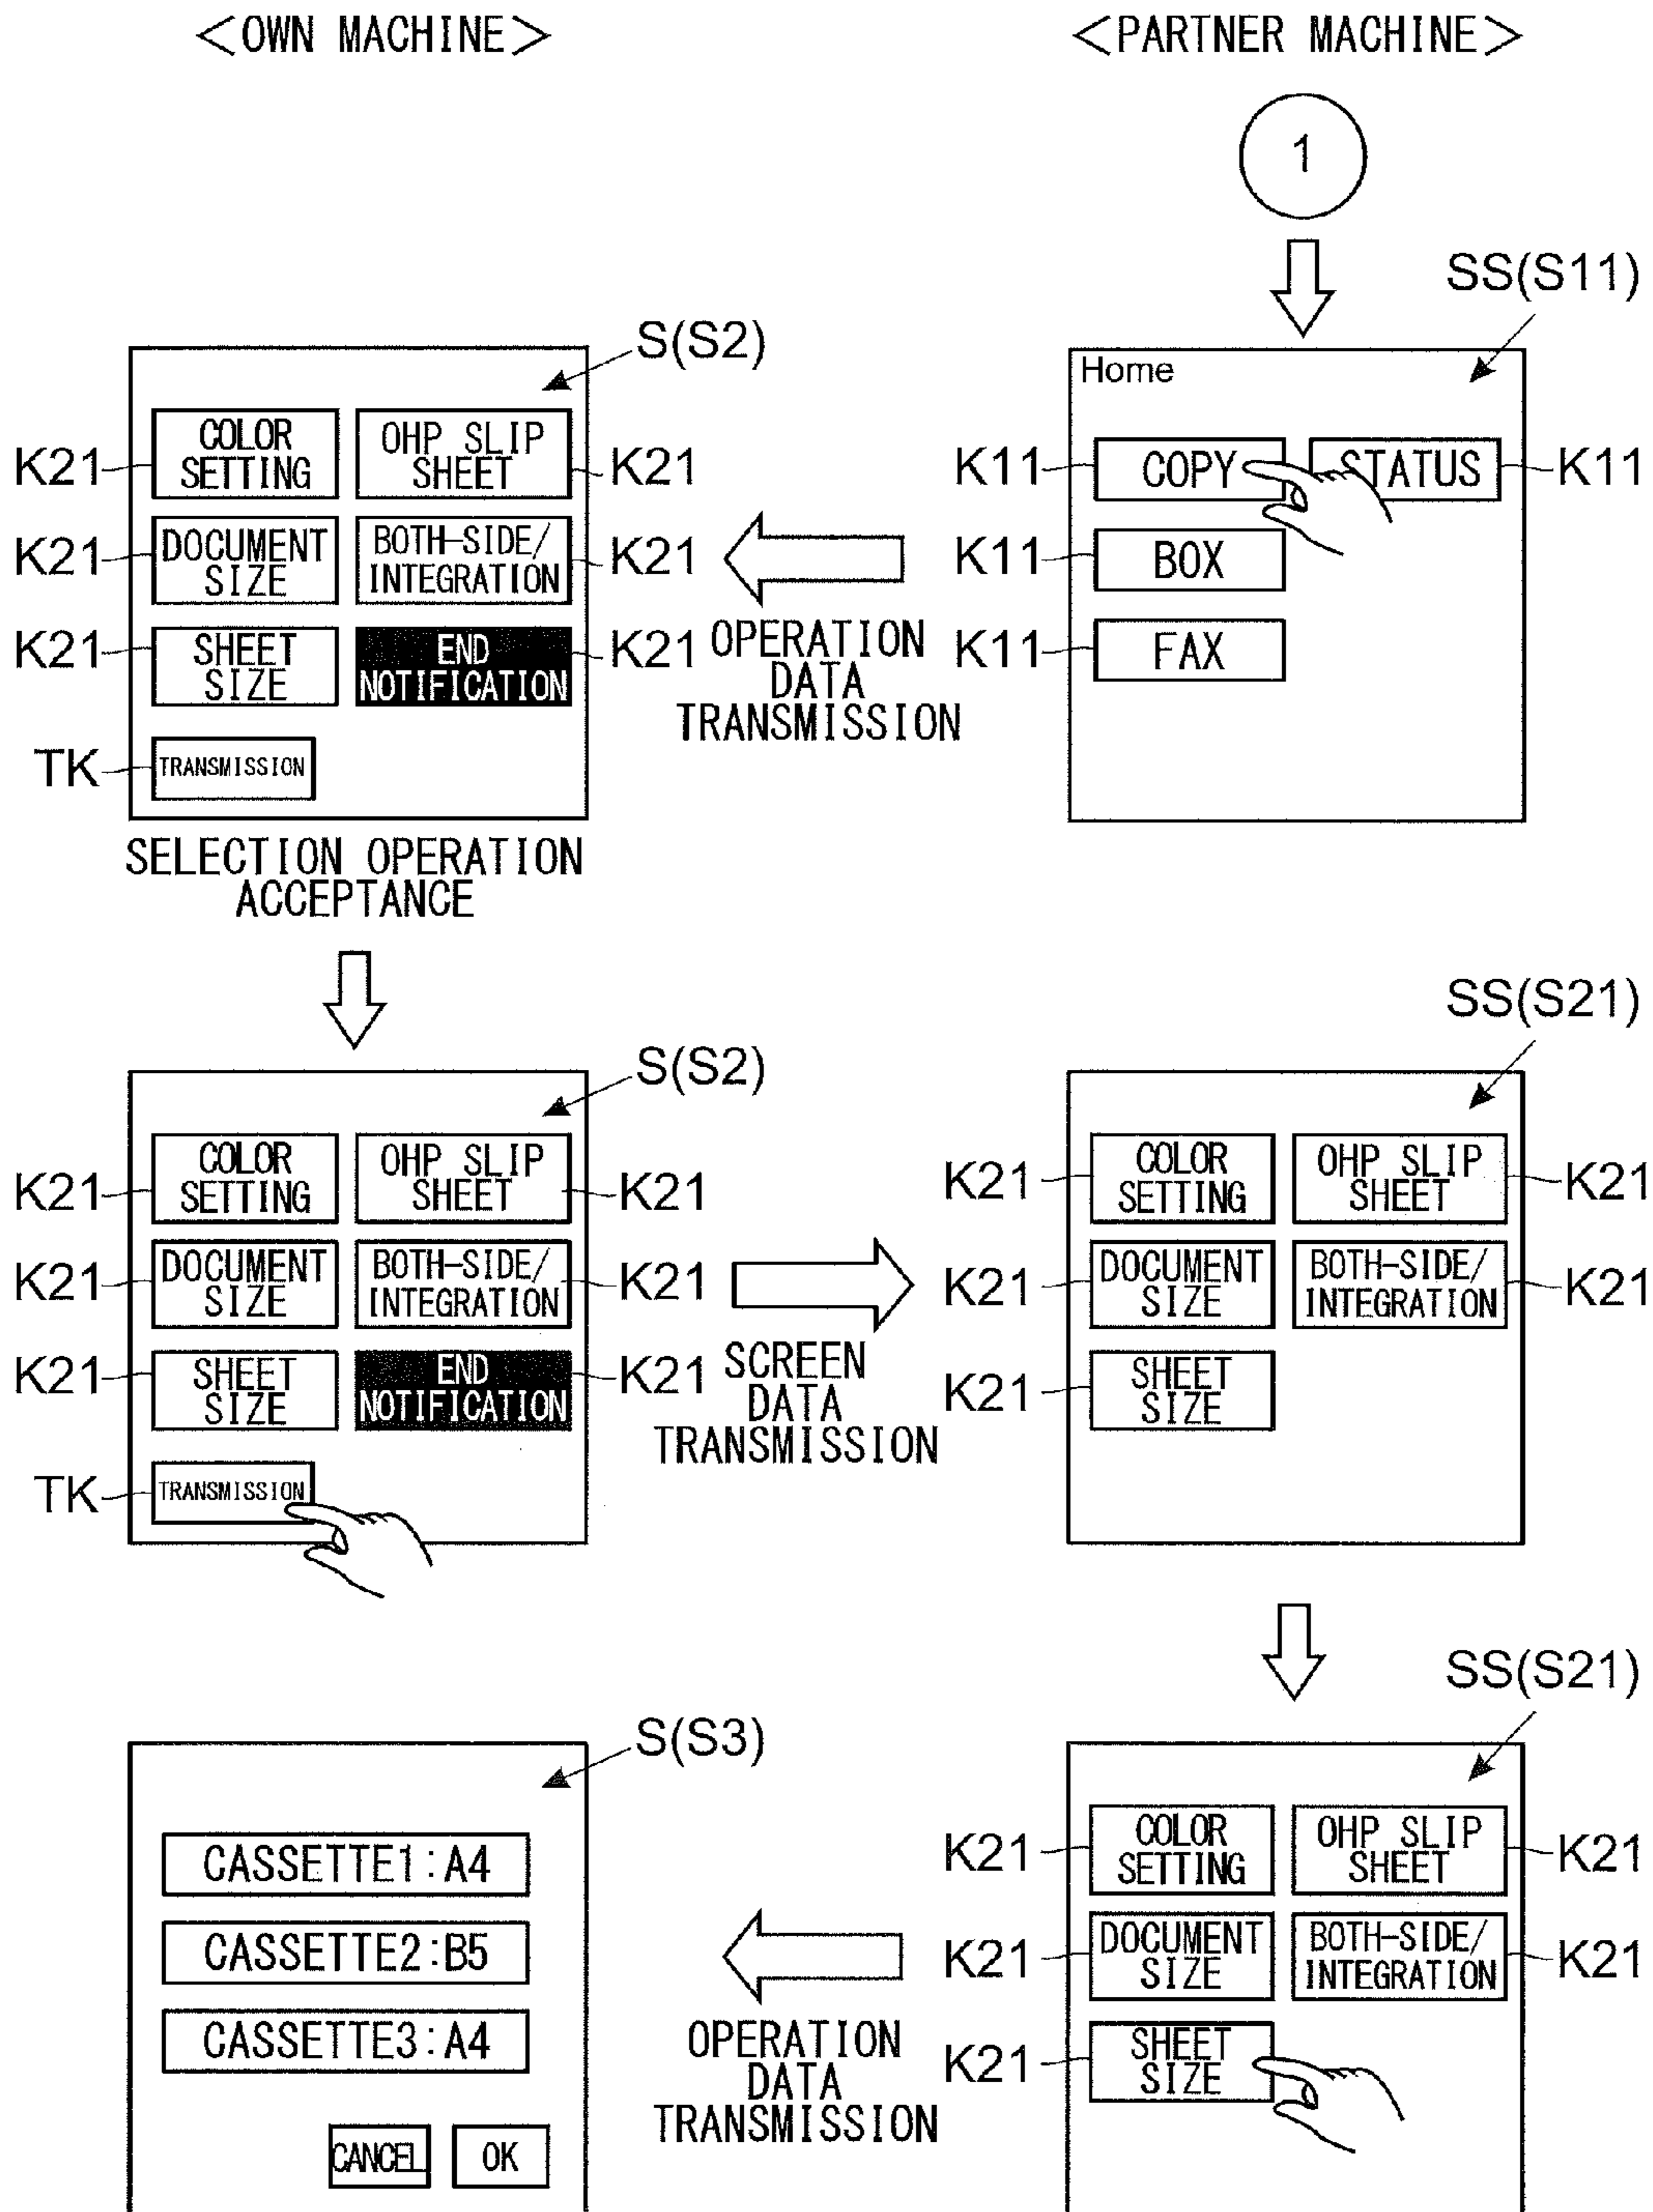 <OWN MACHINE>
<PARTNER MACHINE>
1
SS(S11)
S(S2)
Home
COLOR
SETTING
OHP SLIP
SHEET
K21
K21
K11
COPY
STATUS
K11
DOCUMENT
SIZE
BOTH-SIDE/
INTEGRATION
K21
K21
K11
BOX
SHEET
SIZE
END
NOTIFICATION
K21
K21
OPERATION
DATA
TRANSMISSION
K11
FAX
TK
TRANSMISSION
SELECTION OPERATION
ACCEPTANCE
SS(S21)
S(S2)
K21
COLOR
SETTING
OHP SLIP
SHEET
K21
K21
COLOR
SETTING
OHP SLIP
SHEET
K21
K21
DOCUMENT
SIZE
BOTH-SIDE/
INTEGRATION
K21
K21
DOCUMENT
SIZE
BOTH-SIDE/
INTEGRATION
K21
K21
SHEET
SIZE
END
NOTIFICATION
K21
SCREEN
DATA
TRANSMISSION
K21
SHEET
SIZE
TK
TRANSMISSION
SS(S21)
S(S3)
CASSETTE1:A4
CASSETTE2:B5
CASSETTE3:A4
CANCEL
OK
K21
COLOR
SETTING
OHP SLIP
SHEET
K21
K21
DOCUMENT
SIZE
BOTH-SIDE/
INTEGRATION
K21
OPERATION
DATA
TRANSMISSION
K21
SHEET
SIZE